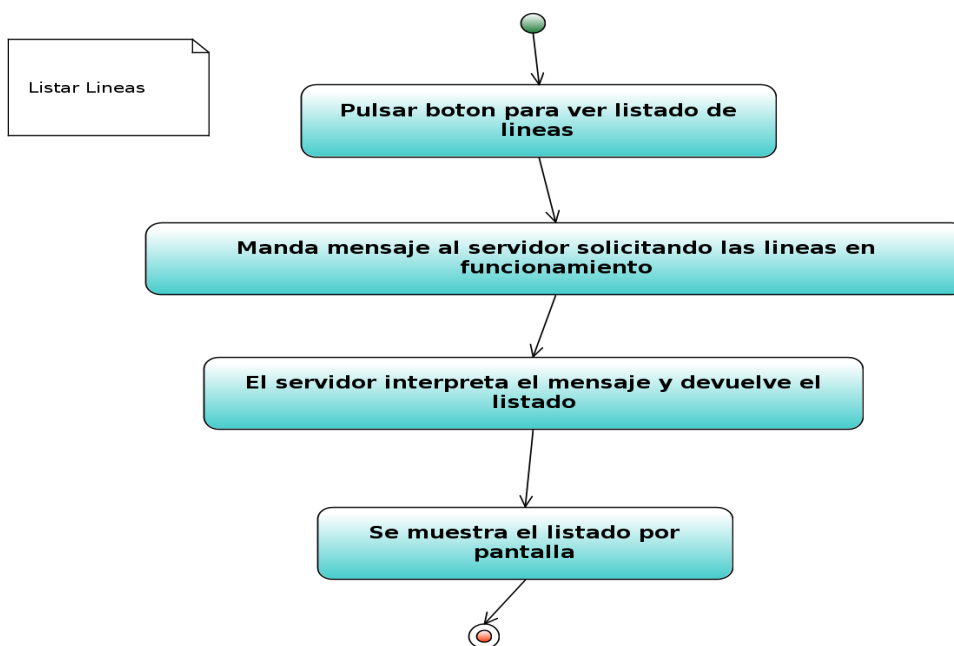 Listar Lineas
Pulsar boton para ver listado de
lineas
Manda mensaje al servidor solicitando las lineas en
funcionamiento
El servidor interpreta el mensaje y devuelve el
listado
Se muestra el listado por
pantalla